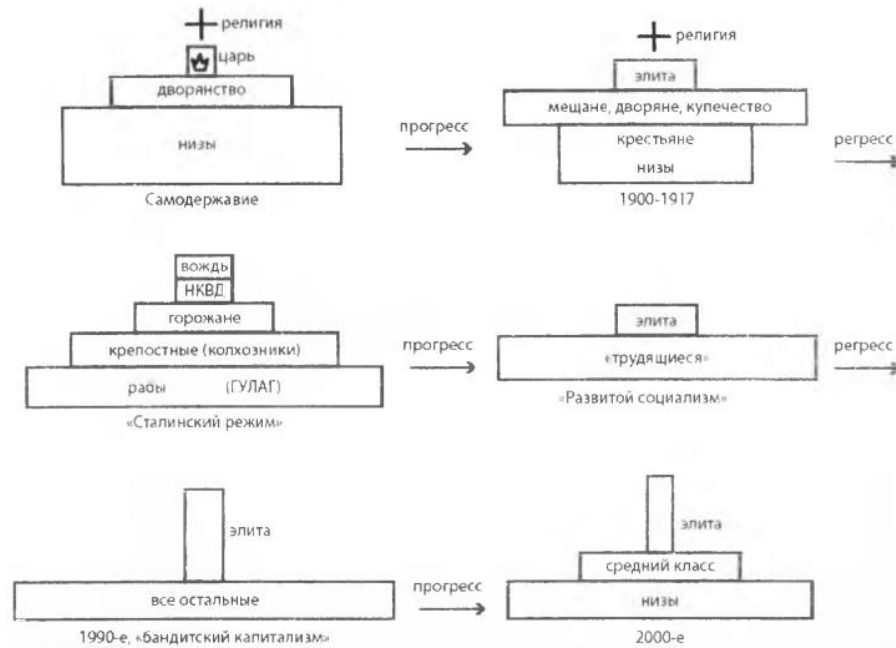 религия
царь
дворянство
низы
Самодержавие
прогресс
религия
элита
мещане, дворяне, купечество
крестьяне
низы
1900-1917
регресс
вождь
НКВД
горожане
крепостные (колхозники)
рабы (ГУЛАГ)
«Сталинский режим»
прогресс
элита
«трудящиеся»
«Развитой социализм»
регресс
элита
все остальные
1990-е, «бандитский капитализм»
прогресс
элита
средний класс
низы
2000-е